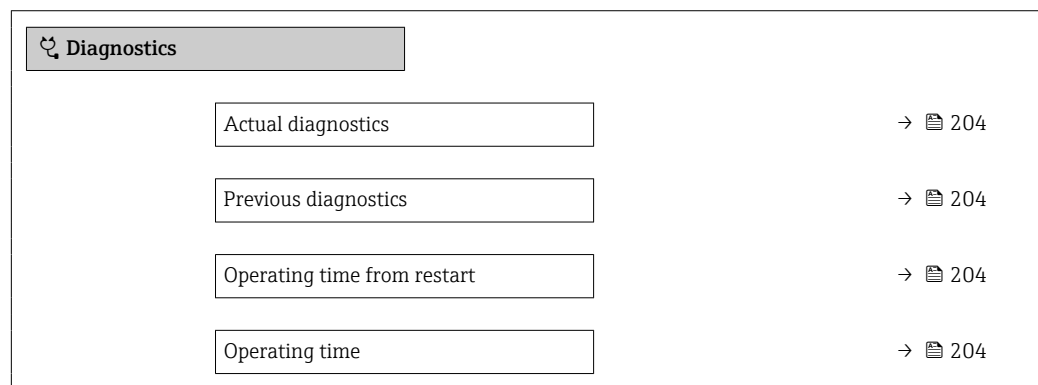 Diagnostics
Actual diagnostics → 204
Previous diagnostics → 204
Operating time from restart → 204
Operating time → 204